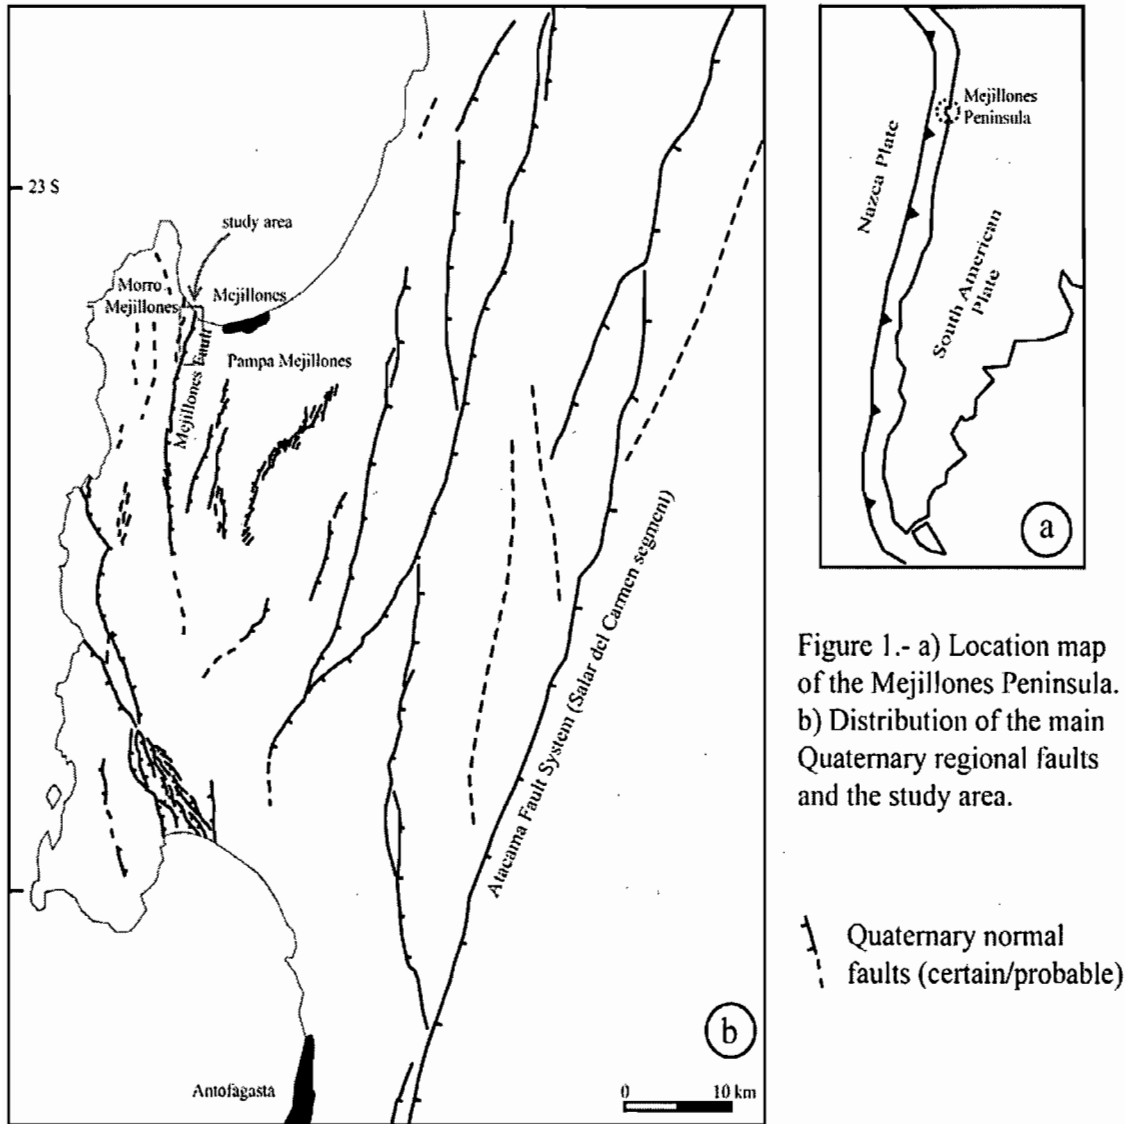 23 S
study area
Morro
Mejillones
Mejillones
Mejillones Fault
Pampa Mejillones
Atacama Fault System (Salar del Carmen segment)
Antofagasta
0 10 km
b
Mejillones
Peninsula
Nazca Plate
South American
Plate
a
Figure 1.- a) Location map
of the Mejillones Peninsula.
b) Distribution of the main
Quaternary regional faults
and the study area.
Quaternary normal
faults (certain/probable)